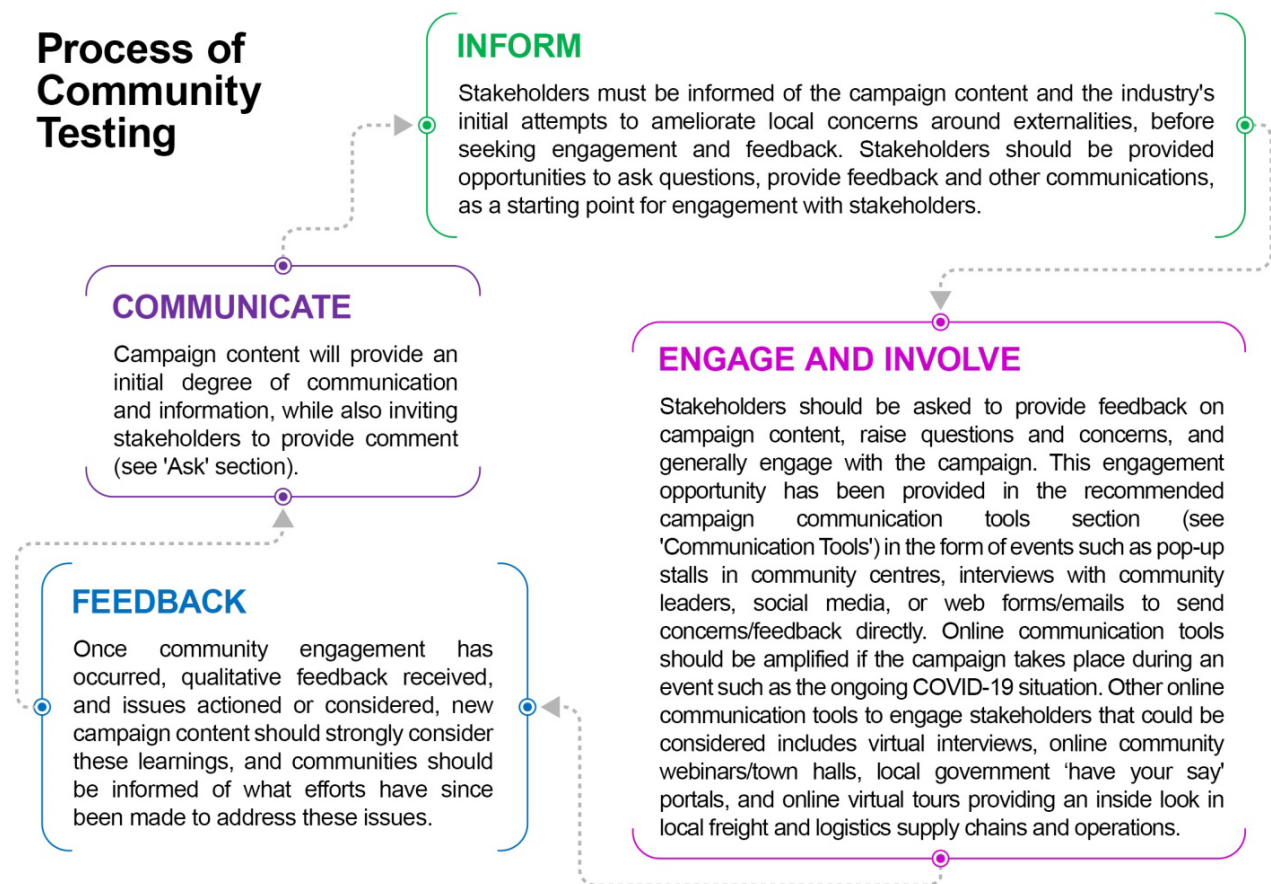 Process of
Community
Testing
INFORM
Stakeholders must be informed of the campaign content and the industry's
initial attempts to ameliorate local concerns around externalities, before
seeking engagement and feedback. Stakeholders should be provided
opportunities to ask questions, provide feedback and other communications,
as a starting point for engagement with stakeholders.
COMMUNICATE
Campaign content will provide an
initial degree of communication
and information, while also inviting
stakeholders to provide comment
(see 'Ask' section).
ENGAGE AND INVOLVE
Stakeholders should be asked to provide feedback on
campaign content, raise questions and concerns, and
generally engage with the campaign. This engagement
opportunity has been provided in the recommended
campaign communication tools section (see
'Communication Tools') in the form of events such as pop-up
stalls in community centres, interviews with community
leaders, social media, or web forms/emails to send
concerns/feedback directly. Online communication tools
should be amplified if the campaign takes place during an
event such as the ongoing COVID-19 situation. Other online
communication tools to engage stakeholders that could be
considered includes virtual interviews, online community
webinars/town halls, local government ‘have your say'
portals, and online virtual tours providing an inside look in
local freight and logistics supply chains and operations.
FEEDBACK
Once community engagement has
occurred, qualitative feedback received,
and issues actioned or considered, new
campaign content should strongly consider
these learnings, and communities should
be informed of what efforts have since
been made to address these issues.